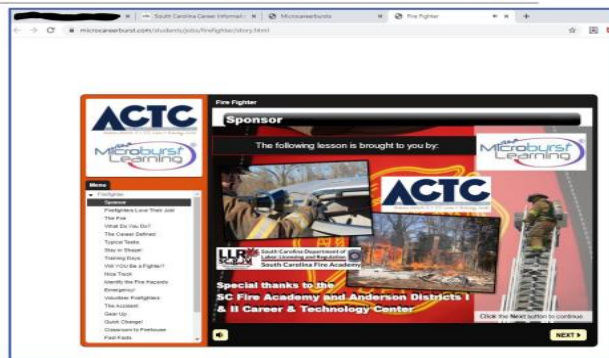 South Carolina Career Informati
Microcareerbursts
Fire Fighter
microcareerburst.com/students/jobs/firefighter/story.html
ACTC
Microburst
Learning
Menu
Firefighter
Sponsor
Firefighters Love Their Job!
The Fire
What Do You Do?
The Career Defined
Typical Tasks
Stay in Shape!
Training Days
Will YOU Be a Fighter?
Nice Truck
Identify the Fire Hazards
Emergency!
Volunteer Firefighters
The Accident
Gear Up
Quick Change!
Classroom to Firehouse
Fast Facts
Fire Fighter
Sponsor
The following lesson is brought to you by:
Microburst
Learning
ACTC
LLR
South Carolina Department of
Labor, Licensing and Regulation
South Carolina Fire Academy
Special thanks to the
SC Fire Academy and Anderson Districts I
& II Career & Technology Center
Click the Next button to continue.
NEXT